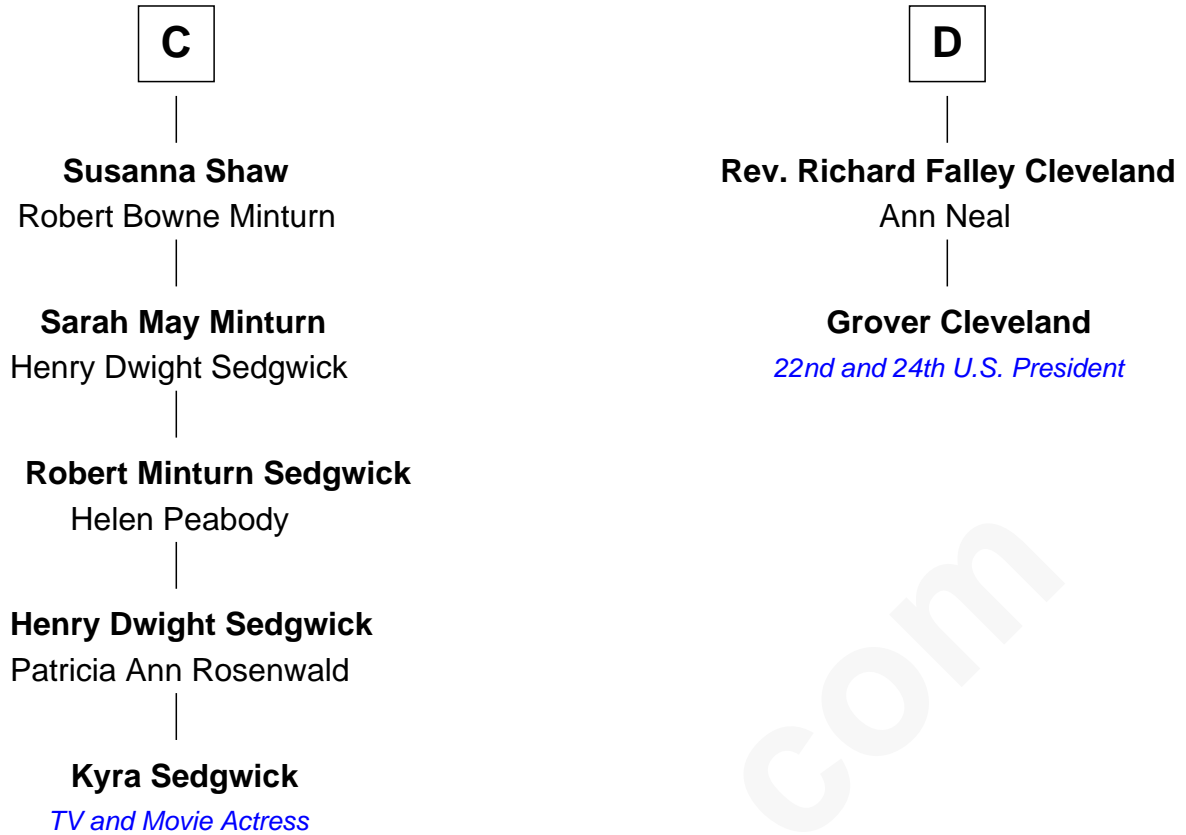 C
Susanna Shaw
Robert Bowne Minturn
Sarah May Minturn
Henry Dwight Sedgwick
Robert Minturn Sedgwick
Helen Peabody
Henry Dwight Sedgwick
Patricia Ann Rosenwald
Kyra Sedgwick
TV and Movie Actress
D
Rev. Richard Falley Cleveland
Ann Neal
Grover Cleveland
22nd and 24th U.S. President
com